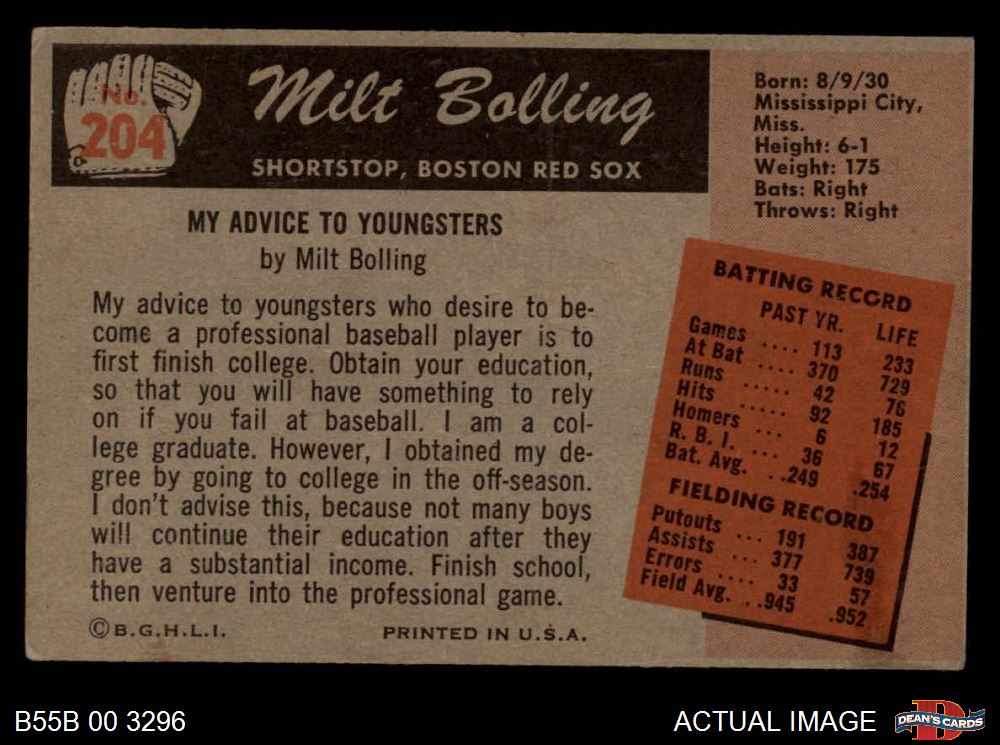 No.
204
Milt Bolling
SHORTSTOP, BOSTON RED SOX
Born: 8/9/30
Mississippi City,
Miss.
Height: 6-1
Weight: 175
Bats: Right
Throws: Right
MY ADVICE TO YOUNGSTERS
by Milt Bolling
My advice to youngsters who desire to be-
come a professional baseball player is to
first finish college. Obtain your education,
so that you will have something to rely
on if you fail at baseball. I am a col-
lege graduate. However, I obtained my de-
gree by going to college in the off-season.
I don't advise this, because not many boys
will continue their education after they
have a substantial income. Finish school,
then venture into the professional game.
©B.G.H.L.I. PRINTED IN U.S.A.
BATTING RECORD
PAST YR. LIFE
Games .... 113 233
At Bat .... 370 729
Runs ..... 42 76
Hits ..... 92 185
Homers ... 6 12
R. B. I. ... 36 67
Bat. Avg. ..249 .254
FIELDING RECORD
Putouts ... 191 387
Assists ... 377 739
Errors .... 33 57
Field Avg. ..945 .952
B55B 00 3296 ACTUAL IMAGE
D
DEAN'S CARDS